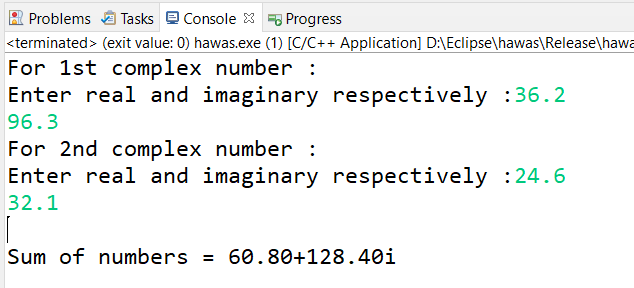 Problems Tasks Console Progress
<terminated> (exit value: 0) hawas.exe (1) [C/C++ Application] D:\Eclipse\hawas\Release\hawa
For 1st complex number :
Enter real and imaginary respectively :36.2
96.3
For 2nd complex number :
Enter real and imaginary respectively :24.6
32.1
Sum of numbers = 60.80+128.40i